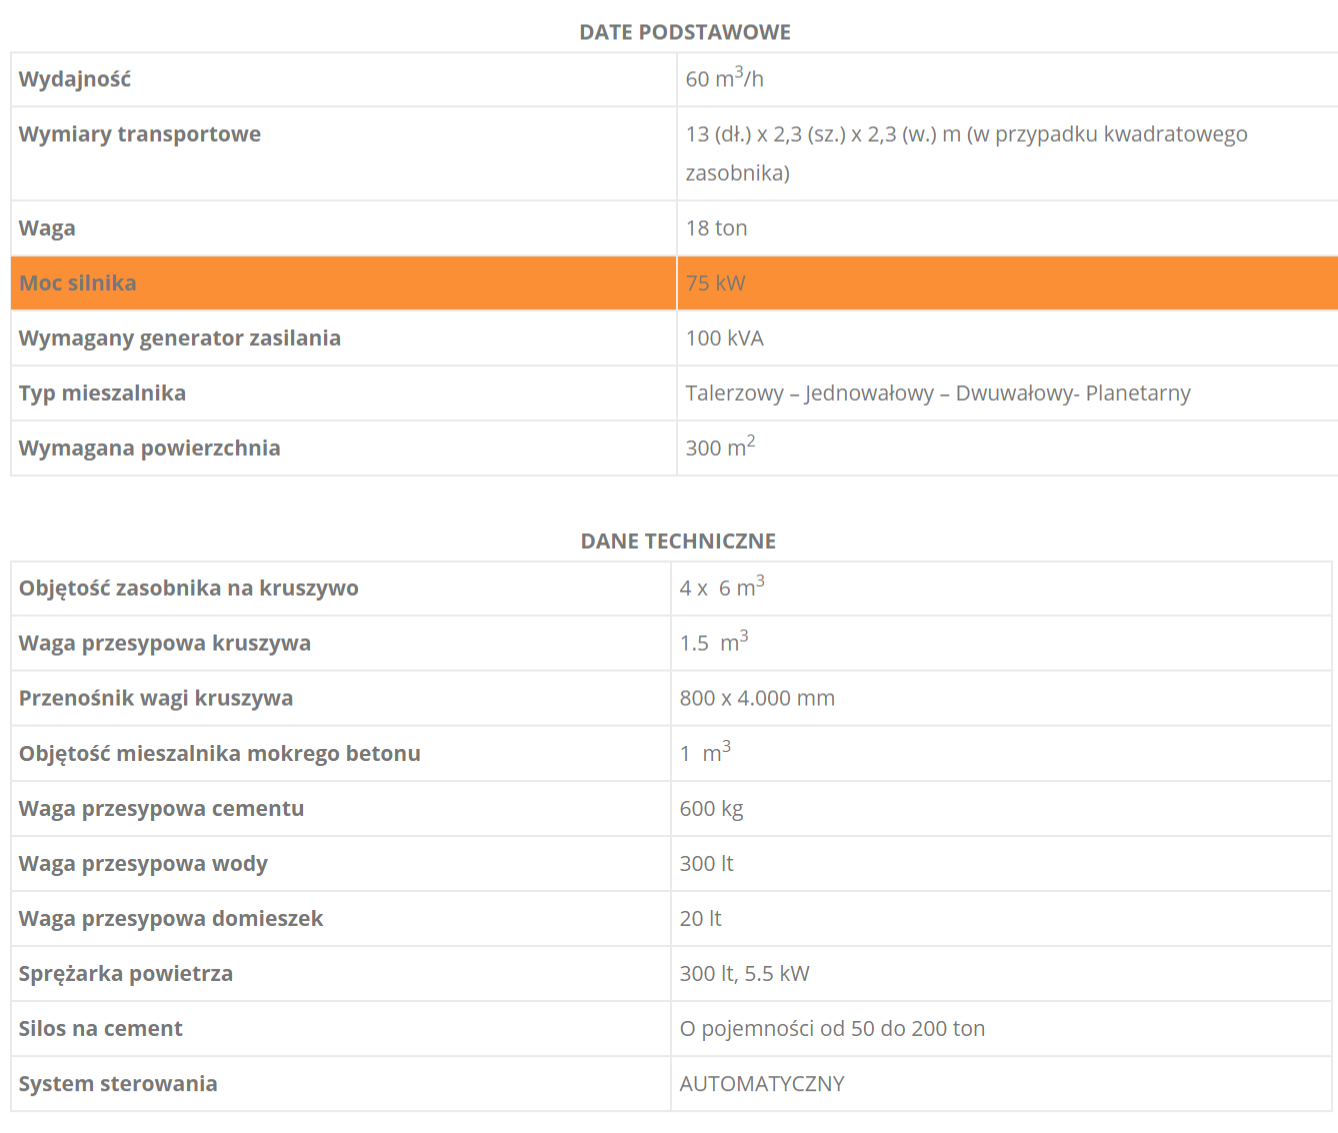 DATE PODSTAWOWE
Wydajność 60 m³/h
Wymiary transportowe 13 (dł.) x 2,3 (sz.) x 2,3 (w.) m (w przypadku kwadratowego
zasobnika)
Waga 18 ton
Moc silnika 75 kW
Wymagany generator zasilania 100 kVA
Typ mieszalnika Talerzowy – Jednowałowy – Dwuwałowy- Planetarny
Wymagana powierzchnia 300 m²
DANE TECHNICZNE
Objętość zasobnika na kruszywo 4 x  6 m³
Waga przesypowa kruszywa 1.5  m³
Przenośnik wagi kruszywa 800 x 4.000 mm
Objętość mieszalnika mokrego betonu 1  m³
Waga przesypowa cementu 600 kg
Waga przesypowa wody 300 lt
Waga przesypowa domieszek 20 lt
Sprężarka powietrza 300 lt, 5.5 kW
Silos na cement O pojemności od 50 do 200 ton
System sterowania AUTOMATYCZNY